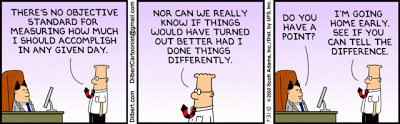 THERE'S NO OBJECTIVE
STANDARD FOR
MEASURING HOW MUCH
I SHOULD ACCOMPLISH
IN ANY GIVEN DAY.
Dilbert.com DilbertCartoonist@gmail.com
NOR CAN WE REALLY
KNOW IF THINGS
WOULD HAVE TURNED
OUT BETTER HAD I
DONE THINGS
DIFFERENTLY.
7-31-10 ©2010 Scott Adams, Inc./Dist. by UFS, Inc.
DO YOU
HAVE A
POINT?
I'M GOING
HOME EARLY.
SEE IF YOU
CAN TELL THE
DIFFERENCE.